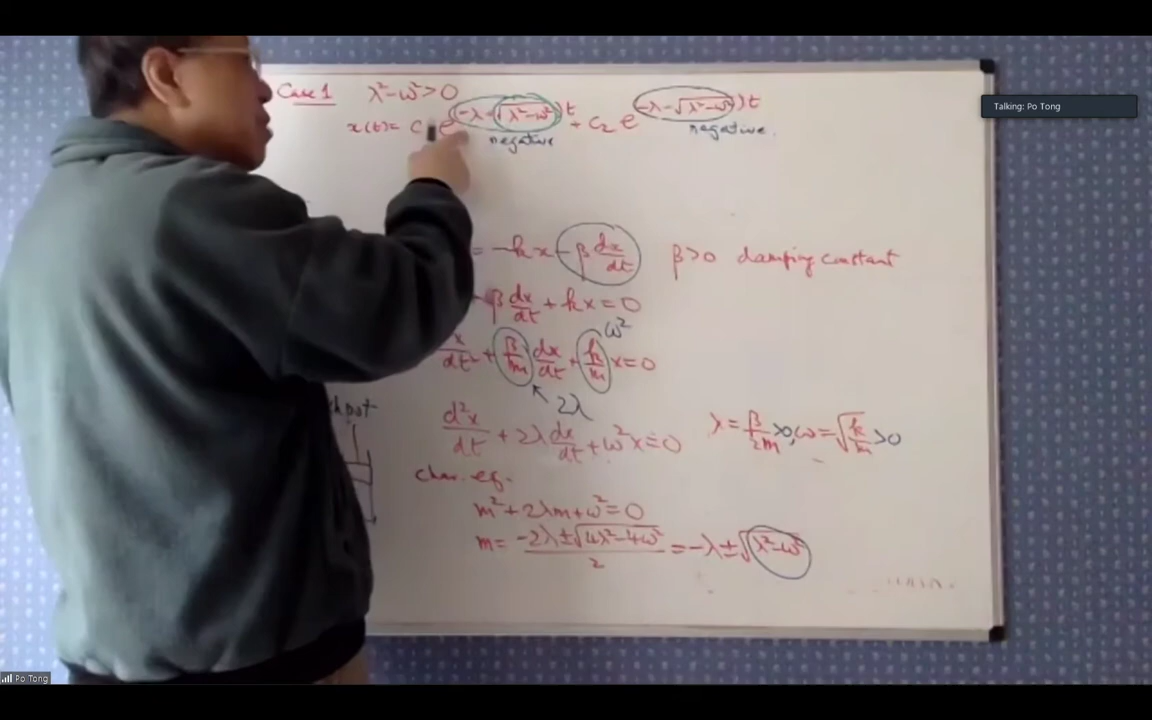 Case 1 λ²-ω²>0
x(t)= c e^(-λ-√λ²-ω²)t + c₂ e^(-λ-√λ²-ω²)t
negative negative.
Talking: Po Tong
= -kx - β dx/dt β>0 damping constant
β dx/dt + kx = 0
x/dt² + β/m dx/dt + k/m x=0 ω²
2λ
d²x/dt + 2λ dx/dt + ω²x=0 λ = β/2m >0, ω = √k/m >0
char. eq.
m²+2λm+ω²=0
m= -2λ±√4λ²-4ω²/2 = -λ±√λ²-ω²
Po Tong